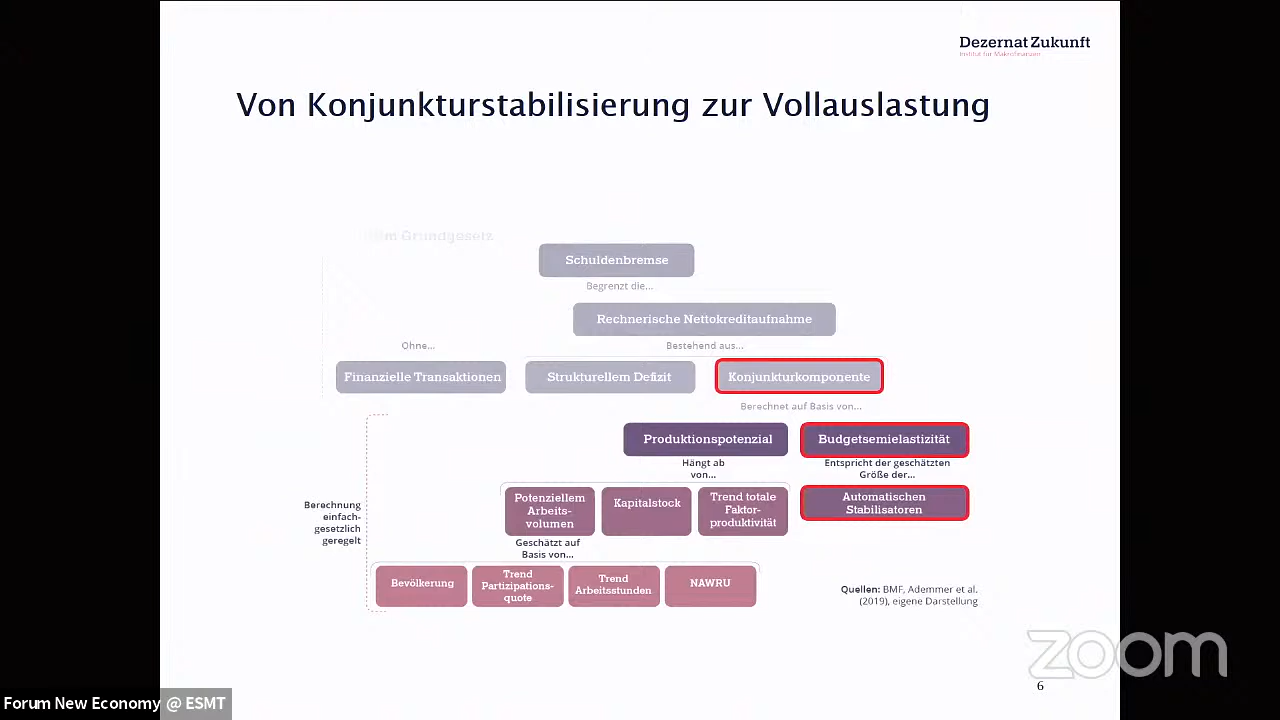 Dezernat Zukunft
Institut für Makrofinanzen
Von Konjunkturstabilisierung zur Vollauslastung
m Grundgesetz
Schuldenbremse
Begrenzt die...
Rechnerische Nettokreditaufnahme
Ohne...
Bestehend aus...
Finanzielle Transaktionen
Strukturellem Defizit
Konjunkturkomponente
Berechnet auf Basis von...
Produktionspotenzial
Budgetsemielastizität
Hängt ab
von...
Entspricht der geschätzten
Größe der...
Potenziellem
Arbeits-
volumen
Kapitalstock
Trend totale
Faktor-
produktivität
Automatischen
Stabilisatoren
Berechnung
einfach-
gesetzlich
geregelt
Geschätzt auf
Basis von...
Bevölkerung
Trend
Partizipations-
quote
Trend
Arbeitsstunden
NAWRU
Quellen: BMF, Ademmer et al.
(2019), eigene Darstellung
zoom
6
Forum New Economy @ ESMT